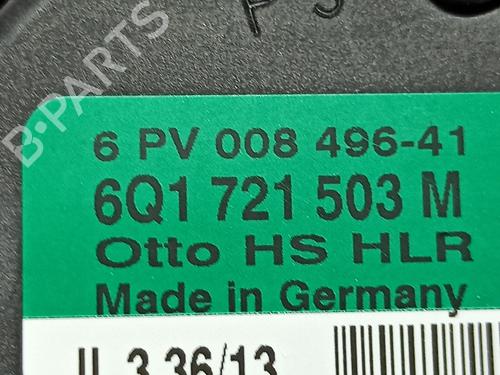 B-PARTS
6 PV 008 496-41
6Q1 721 503 M
Otto HS HLR
Made in Germany
3 36/13